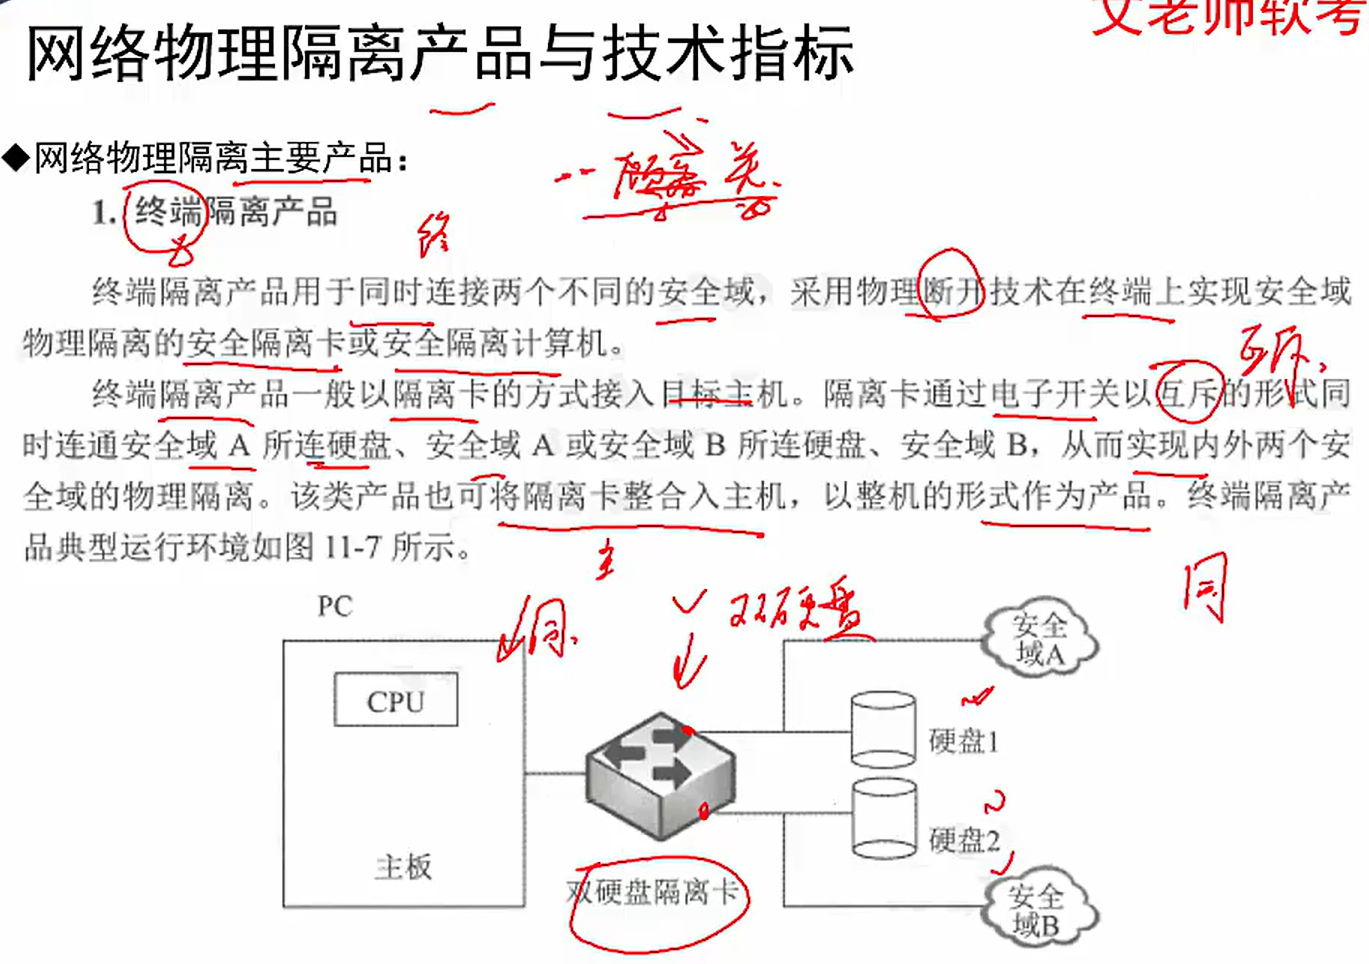 文老师软考
网络物理隔离产品与技术指标
◆网络物理隔离主要产品：
1. 终端隔离产品
终
终端隔离产品用于同时连接两个不同的安全域，采用物理断开技术在终端上实现安全域
物理隔离的安全隔离卡或安全隔离计算机。
互斥
终端隔离产品一般以隔离卡的方式接入目标主机。隔离卡通过电子开关以互斥的形式同
时连通安全域 A 所连硬盘、安全域 A 或安全域 B 所连硬盘、安全域 B，从而实现内外两个安
全域的物理隔离。该类产品也可将隔离卡整合入主机，以整机的形式作为产品。终端隔离产
品典型运行环境如图 11-7 所示。
主
同
PC
同
双硬盘
安全
域A
CPU
硬盘1
硬盘2
主板
双硬盘隔离卡
安全
域B